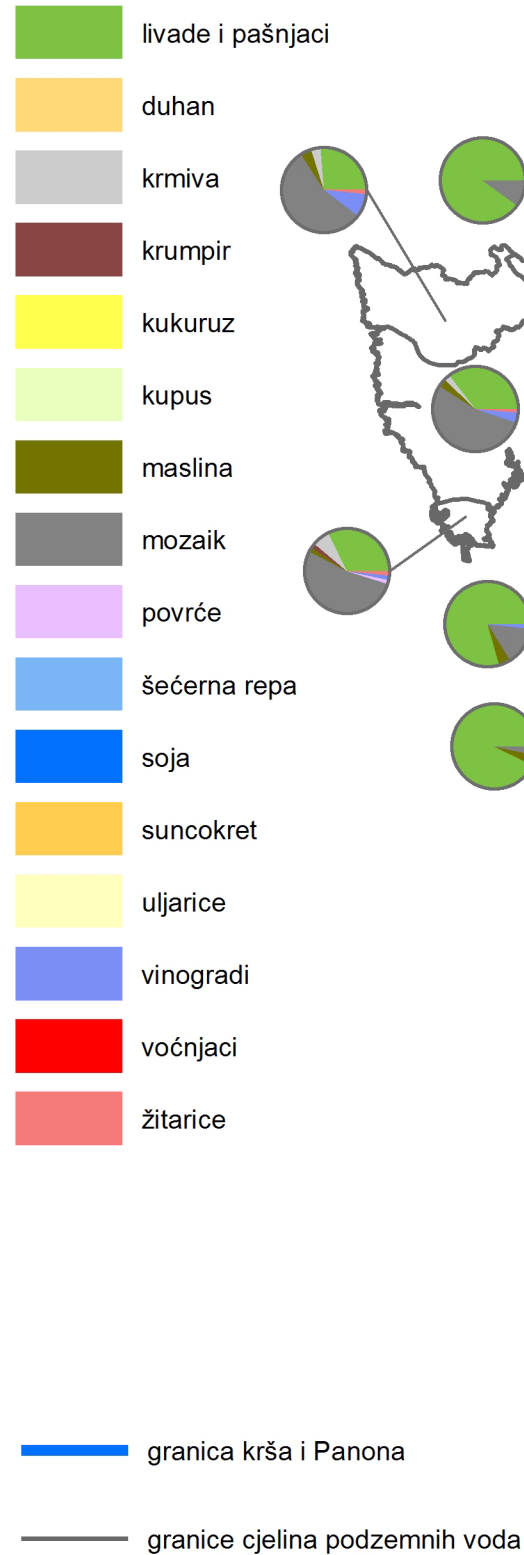 livade i pašnjaci
duhan
krmiva
krumpir
kukuruz
kupus
maslina
mozaik
povrće
šećerna repa
soja
suncokret
uljarice
vinogradi
voćnjaci
žitarice
granica krša i Panona
granice cjelina podzemnih voda